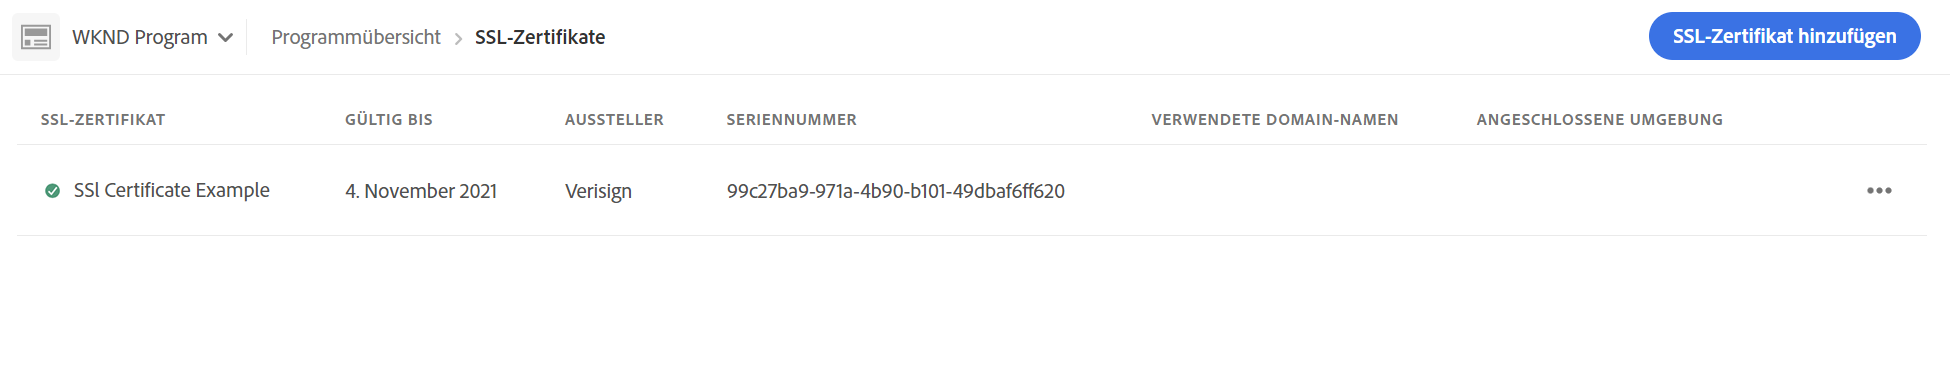 WKND Program Programmübersicht > SSL-Zertifikate SSL-Zertifikat hinzufügen
SSL-ZERTIFIKAT GÜLTIG BIS AUSSTELLER SERIENNUMMER VERWENDETE DOMAIN-NAMEN ANGESCHLOSSENE UMGEBUNG
SSl Certificate Example 4. November 2021 Verisign 99c27ba9-971a-4b90-b101-49dbaf6ff620